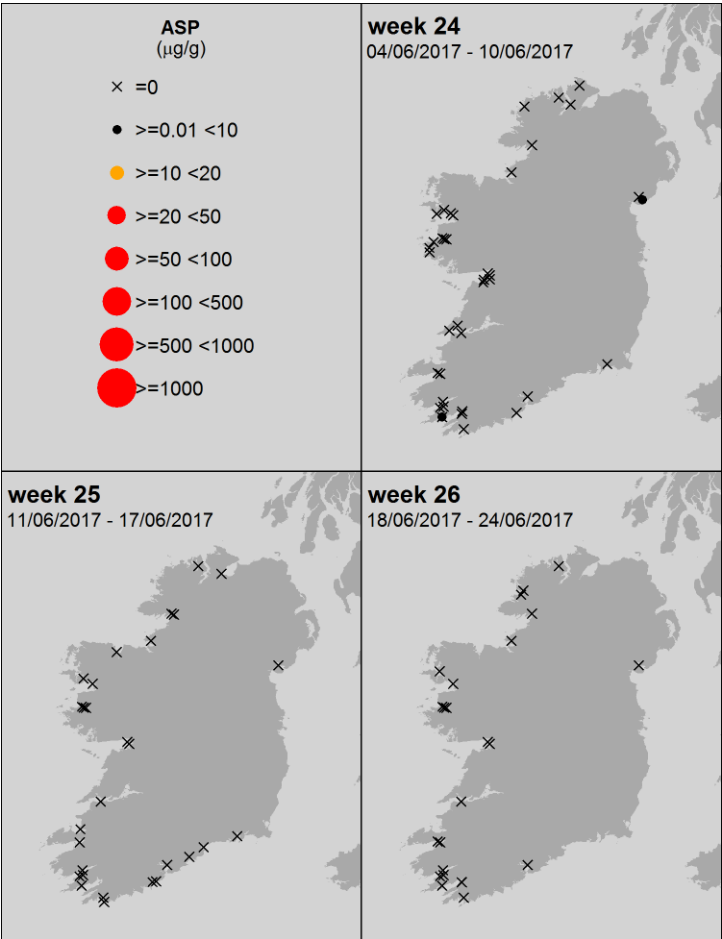 ASP
(µg/g)
=0
>=0.01 <10
>=10 <20
>=20 <50
>=50 <100
>=100 <500
>=500 <1000
>=1000
week 24
04/06/2017 - 10/06/2017
week 25
11/06/2017 - 17/06/2017
week 26
18/06/2017 - 24/06/2017